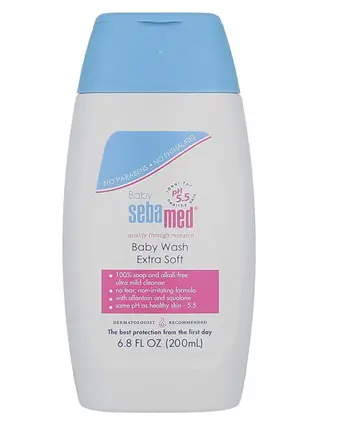 NO PARABENS • NO PHTHALATES
Baby
sebamed®
pH
5.5
quality through research
Baby Wash
Extra Soft
• 100% soap and alkali-free
ultra mild cleanser
• no tear, non-irritating formula
• with allantoin and squalane
• same pH as healthy skin - 5.5
DERMATOLOGIST RECOMMENDED
The best protection from the first day
6.8 FL OZ (200mL)